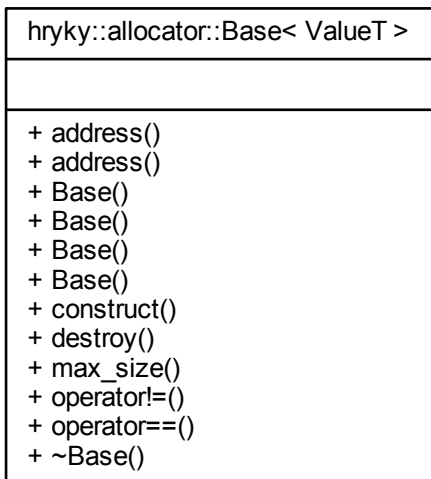 hryky::allocator::Base< ValueT >
+ address()
+ address()
+ Base()
+ Base()
+ Base()
+ Base()
+ construct()
+ destroy()
+ max_size()
+ operator!=()
+ operator==()
+ ~Base()